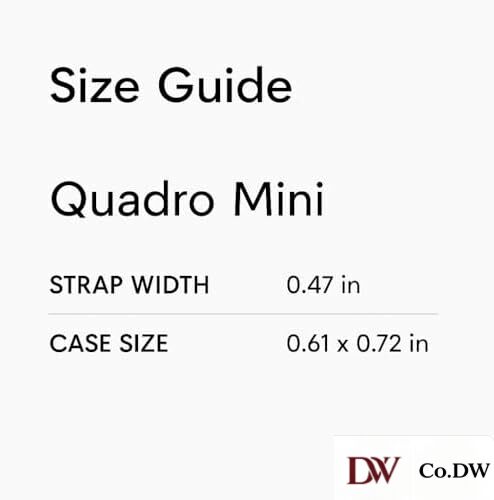 Size Guide
Quadro Mini
STRAP WIDTH 0.47 in
CASE SIZE 0.61 x 0.72 in
DW Co.DW